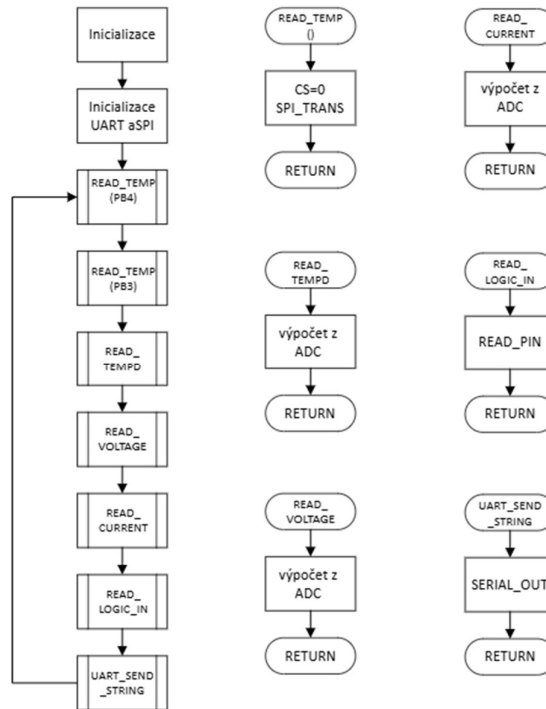 Inicializace
Inicializace
UART aSPI
READ_TEMP
(PB4)
READ_TEMP
(PB3)
READ_
TEMPD
READ_
VOLTAGE
READ_
CURRENT
READ_
LOGIC_IN
UART_SEND
_STRING
READ_TEMP
()
CS=0
SPI_TRANS
RETURN
READ_
CURRENT
výpočet z
ADC
RETURN
READ_
TEMPD
výpočet z
ADC
RETURN
READ_
LOGIC_IN
READ_PIN
RETURN
READ_
VOLTAGE
výpočet z
ADC
RETURN
UART_SEND
_STRING
SERIAL_OUT
RETURN